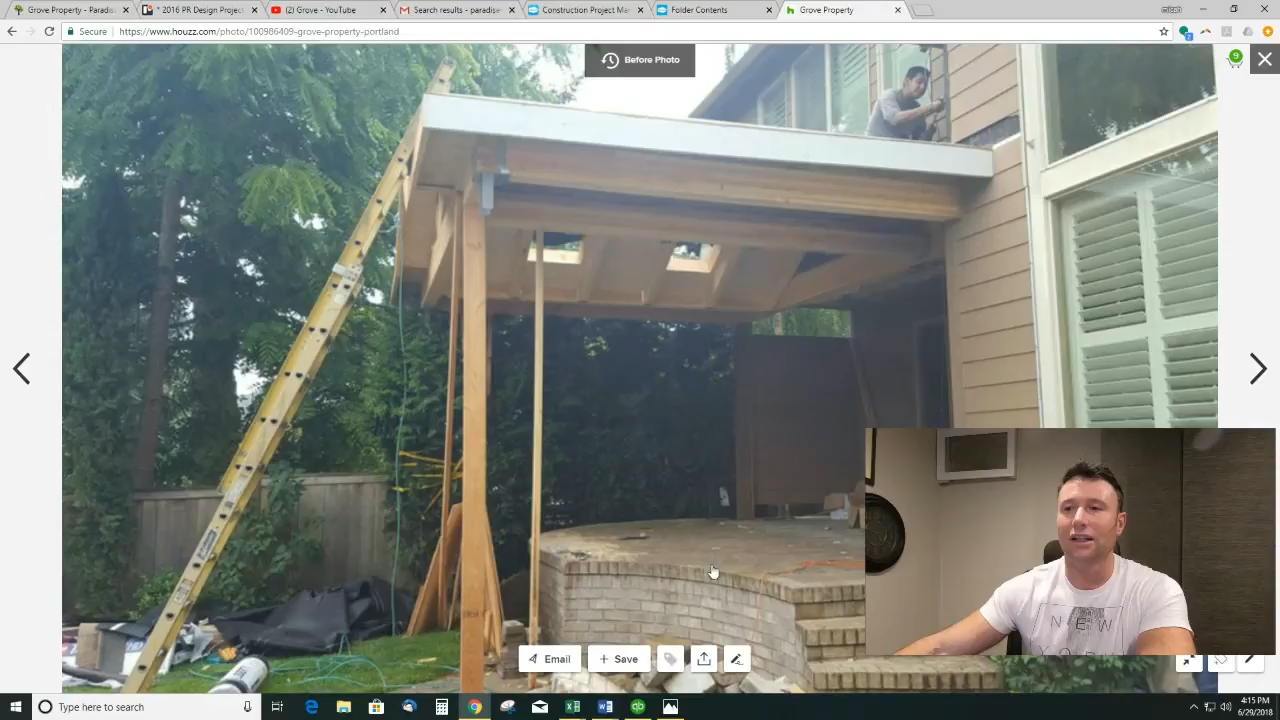 Grove Property - Paradis
* 2016 PR Design Project
(2) Grove - YouTube
Search results - paradise-
Construction Project Ma
Folder Contents
Grove Property
Secure
https://www.houzz.com/photo/100986409-grove-property-portland
Before Photo
9
NEW
Email
Save
Type here to search
4:15 PM
6/29/2018